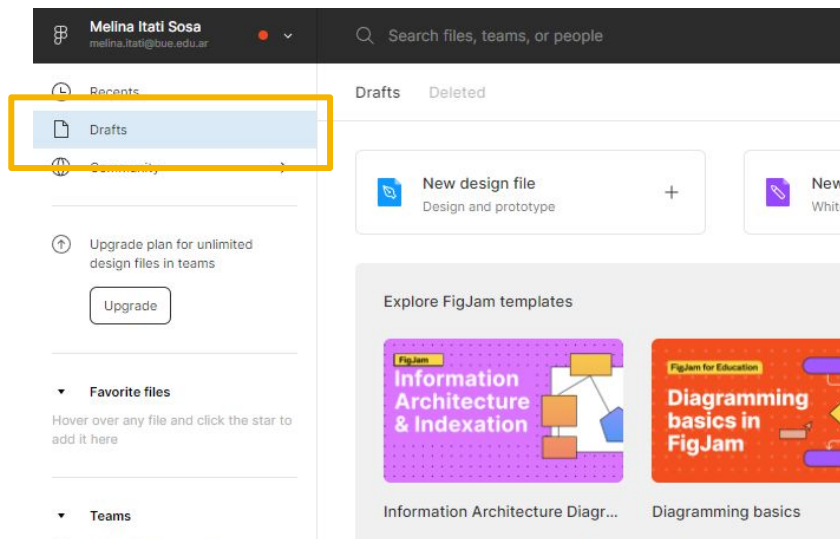 Melina Itati Sosa
melina.itati@bue.edu.ar
Search files, teams, or people
Recents
Drafts
Community
Upgrade plan for unlimited
design files in teams
Upgrade
Favorite files
Hover over any file and click the star to
add it here
Teams
Drafts Deleted
New design file
Design and prototype
New
Whit
Explore FigJam templates
FigJam
Information
Architecture
& Indexation
FigJam for Education
Diagramming
basics in
FigJam
Information Architecture Diagr...
Diagramming basics